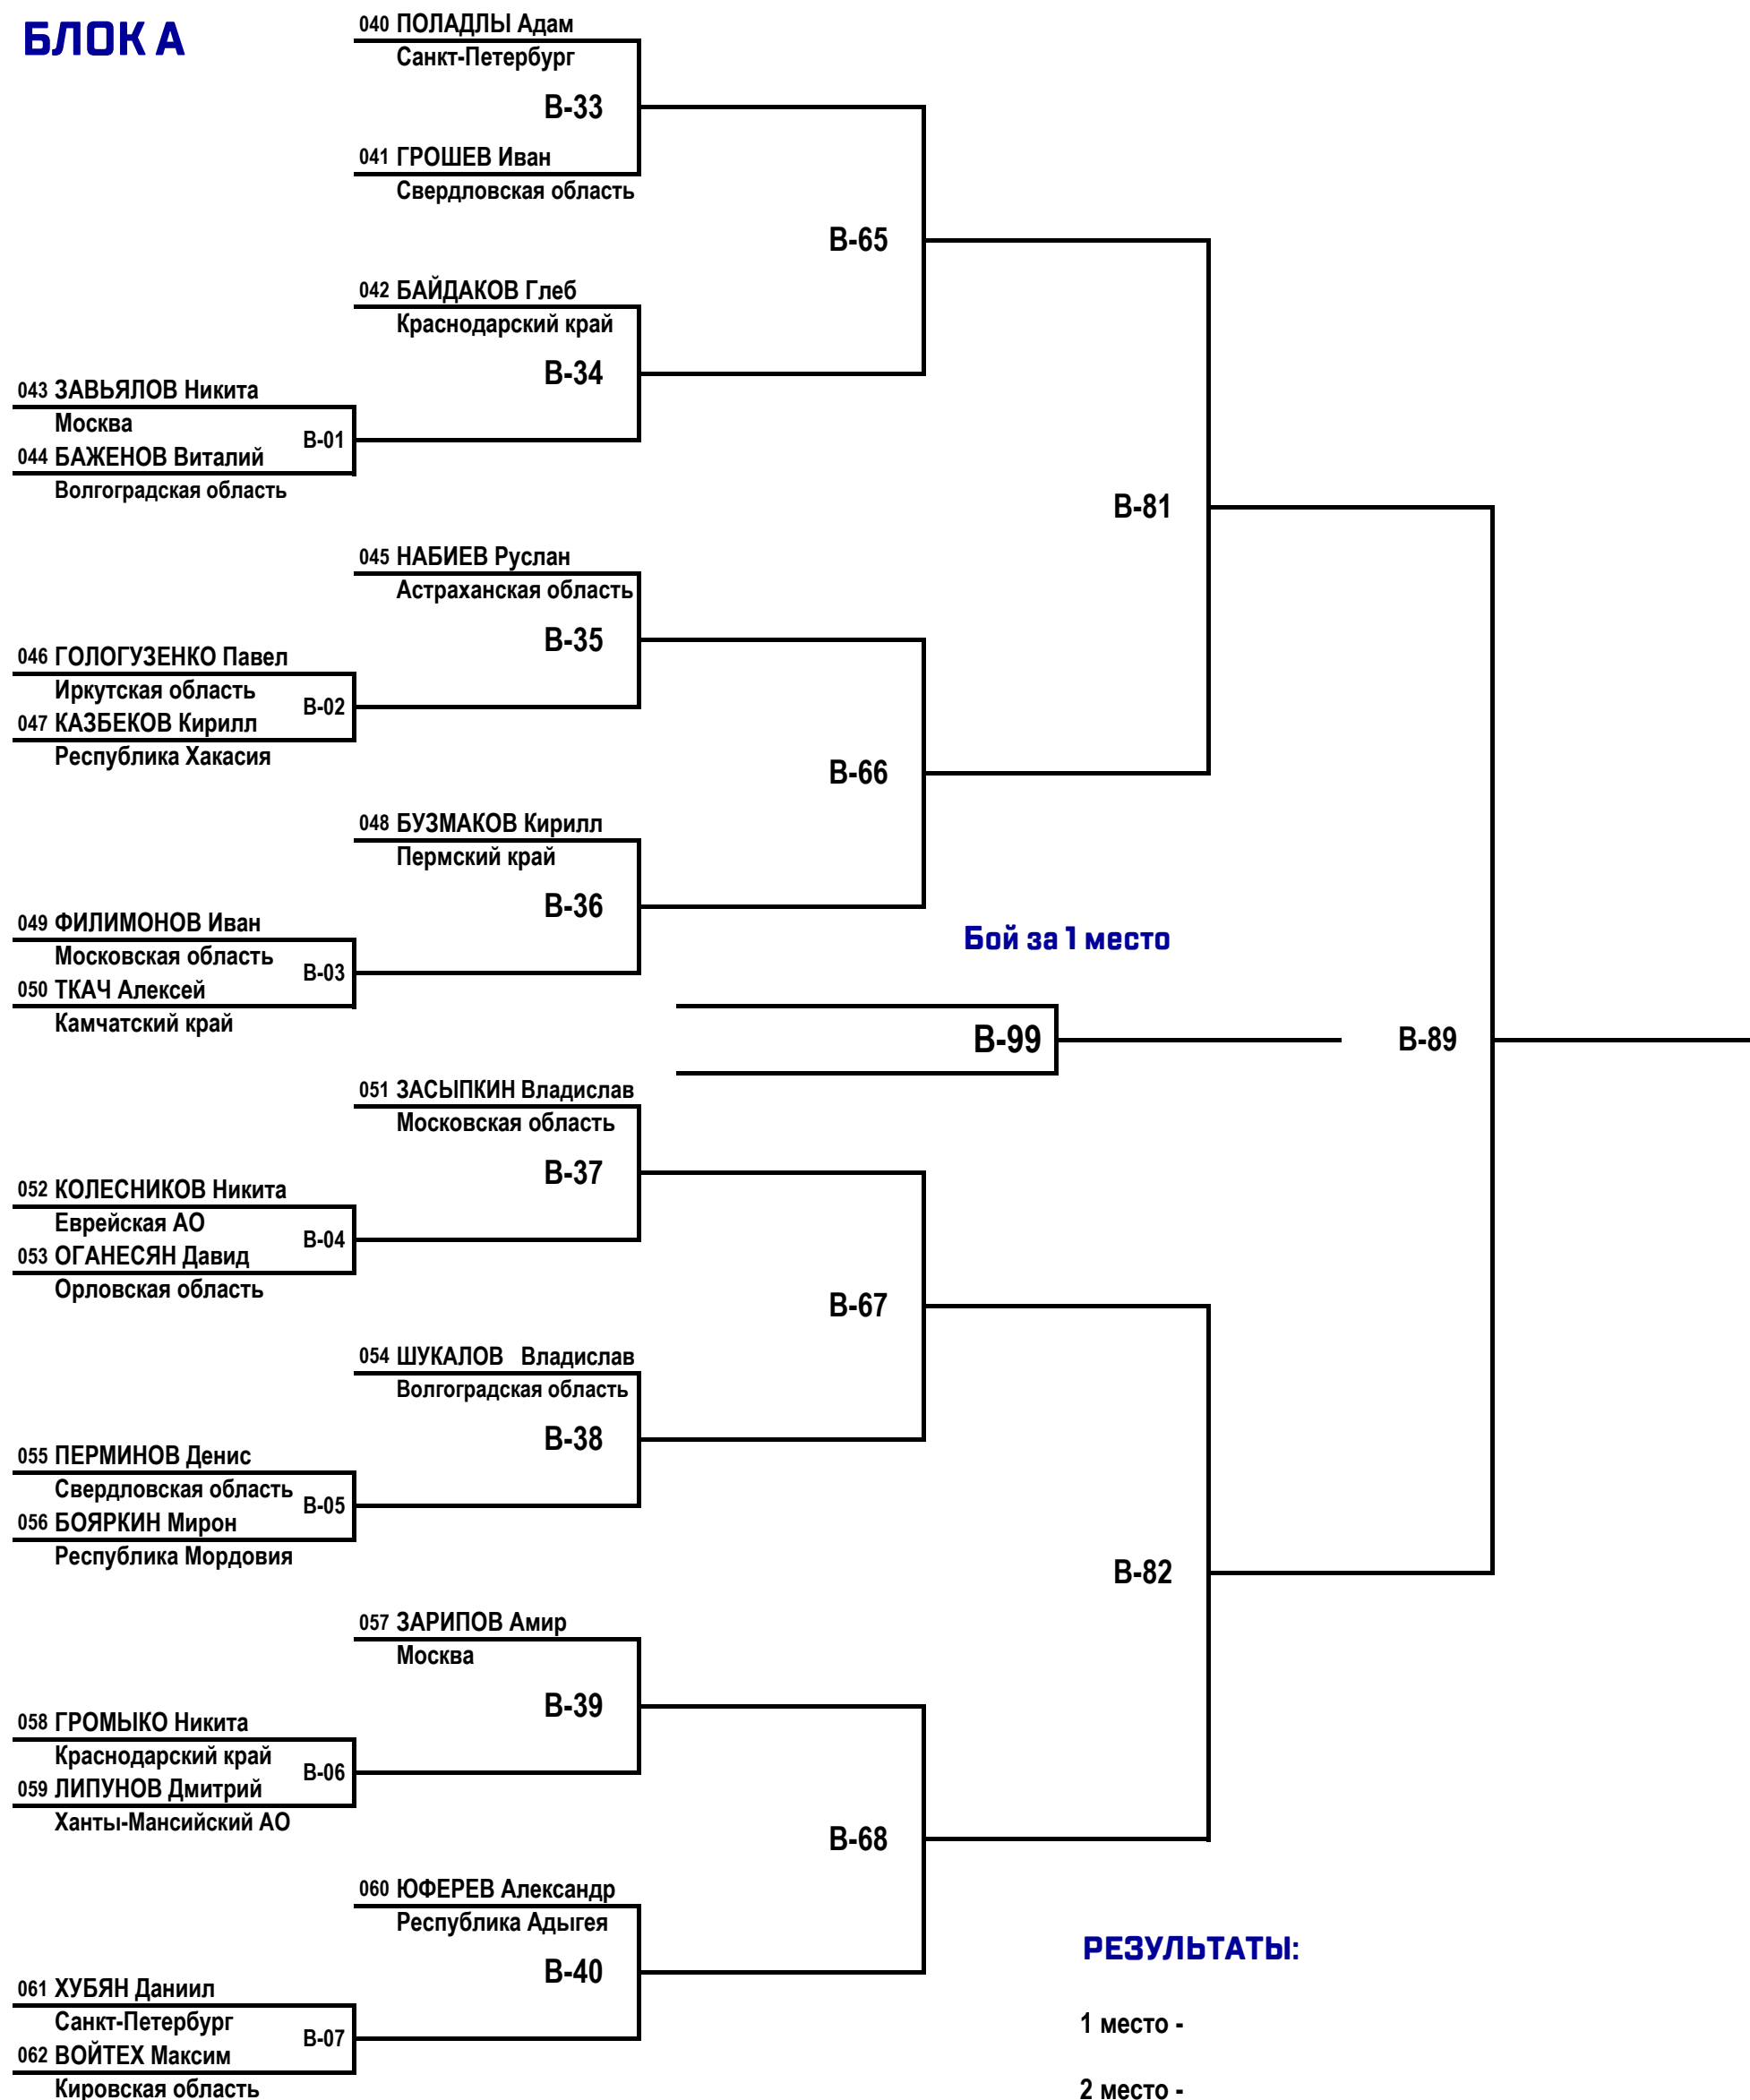 БЛОК А
040 ПОЛАДЛЫ Адам
Санкт-Петербург
В-33
041 ГРОШЕВ Иван
Свердловская область
В-65
042 БАЙДАКОВ Глеб
Краснодарский край
В-34
043 ЗАВЬЯЛОВ Никита
Москва
В-01
044 БАЖЕНОВ Виталий
Волгоградская область
В-81
045 НАБИЕВ Руслан
Астраханская область
В-35
046 ГОЛОГУЗЕНКО Павел
Иркутская область
В-02
047 КАЗБЕКОВ Кирилл
Республика Хакасия
В-66
048 БУЗМАКОВ Кирилл
Пермский край
В-36
049 ФИЛИМОНОВ Иван
Московская область
В-03
050 ТКАЧ Алексей
Камчатский край
Бой за 1 место
В-99
В-89
051 ЗАСЫПКИН Владислав
Московская область
В-37
052 КОЛЕСНИКОВ Никита
Еврейская АО
В-04
053 ОГАНЕСЯН Давид
Орловская область
В-67
054 ШУКАЛОВ Владислав
Волгоградская область
В-38
055 ПЕРМИНОВ Денис
Свердловская область
В-05
056 БОЯРКИН Мирон
Республика Мордовия
В-82
057 ЗАРИПОВ Амир
Москва
В-39
058 ГРОМЫКО Никита
Краснодарский край
В-06
059 ЛИПУНОВ Дмитрий
Ханты-Мансийский АО
В-68
060 ЮФЕРЕВ Александр
Республика Адыгея
В-40
061 ХУБЯН Даниил
Санкт-Петербург
В-07
062 ВОЙТЕХ Максим
Кировская область
РЕЗУЛЬТАТЫ:
1 место -
2 место -